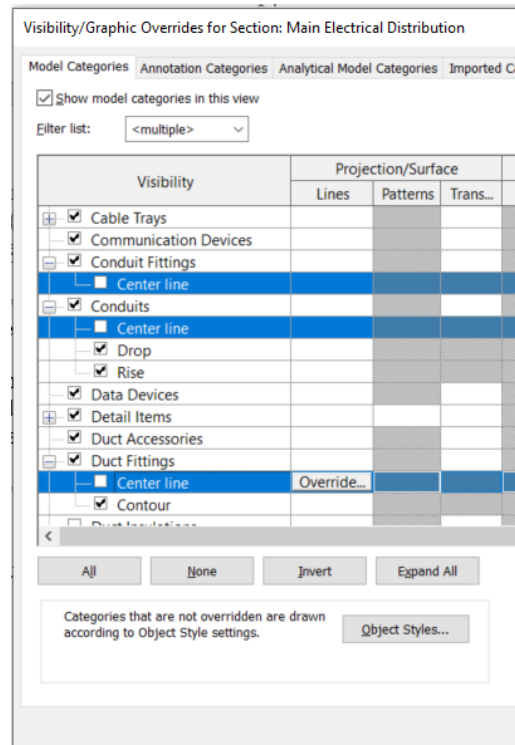 Visibility/Graphic Overrides for Section: Main Electrical Distribution
Model Categories Annotation Categories Analytical Model Categories Imported Ca
Show model categories in this view
Filter list: <multiple>
Visibility Projection/Surface
Lines Patterns Trans...
Cable Trays
Communication Devices
Conduit Fittings
Center line
Conduits
Center line
Drop
Rise
Data Devices
Detail Items
Duct Accessories
Duct Fittings
Center line Override...
Contour
Duct Insulations
All None Invert Expand All
Categories that are not overridden are drawn
according to Object Style settings.
Object Styles...